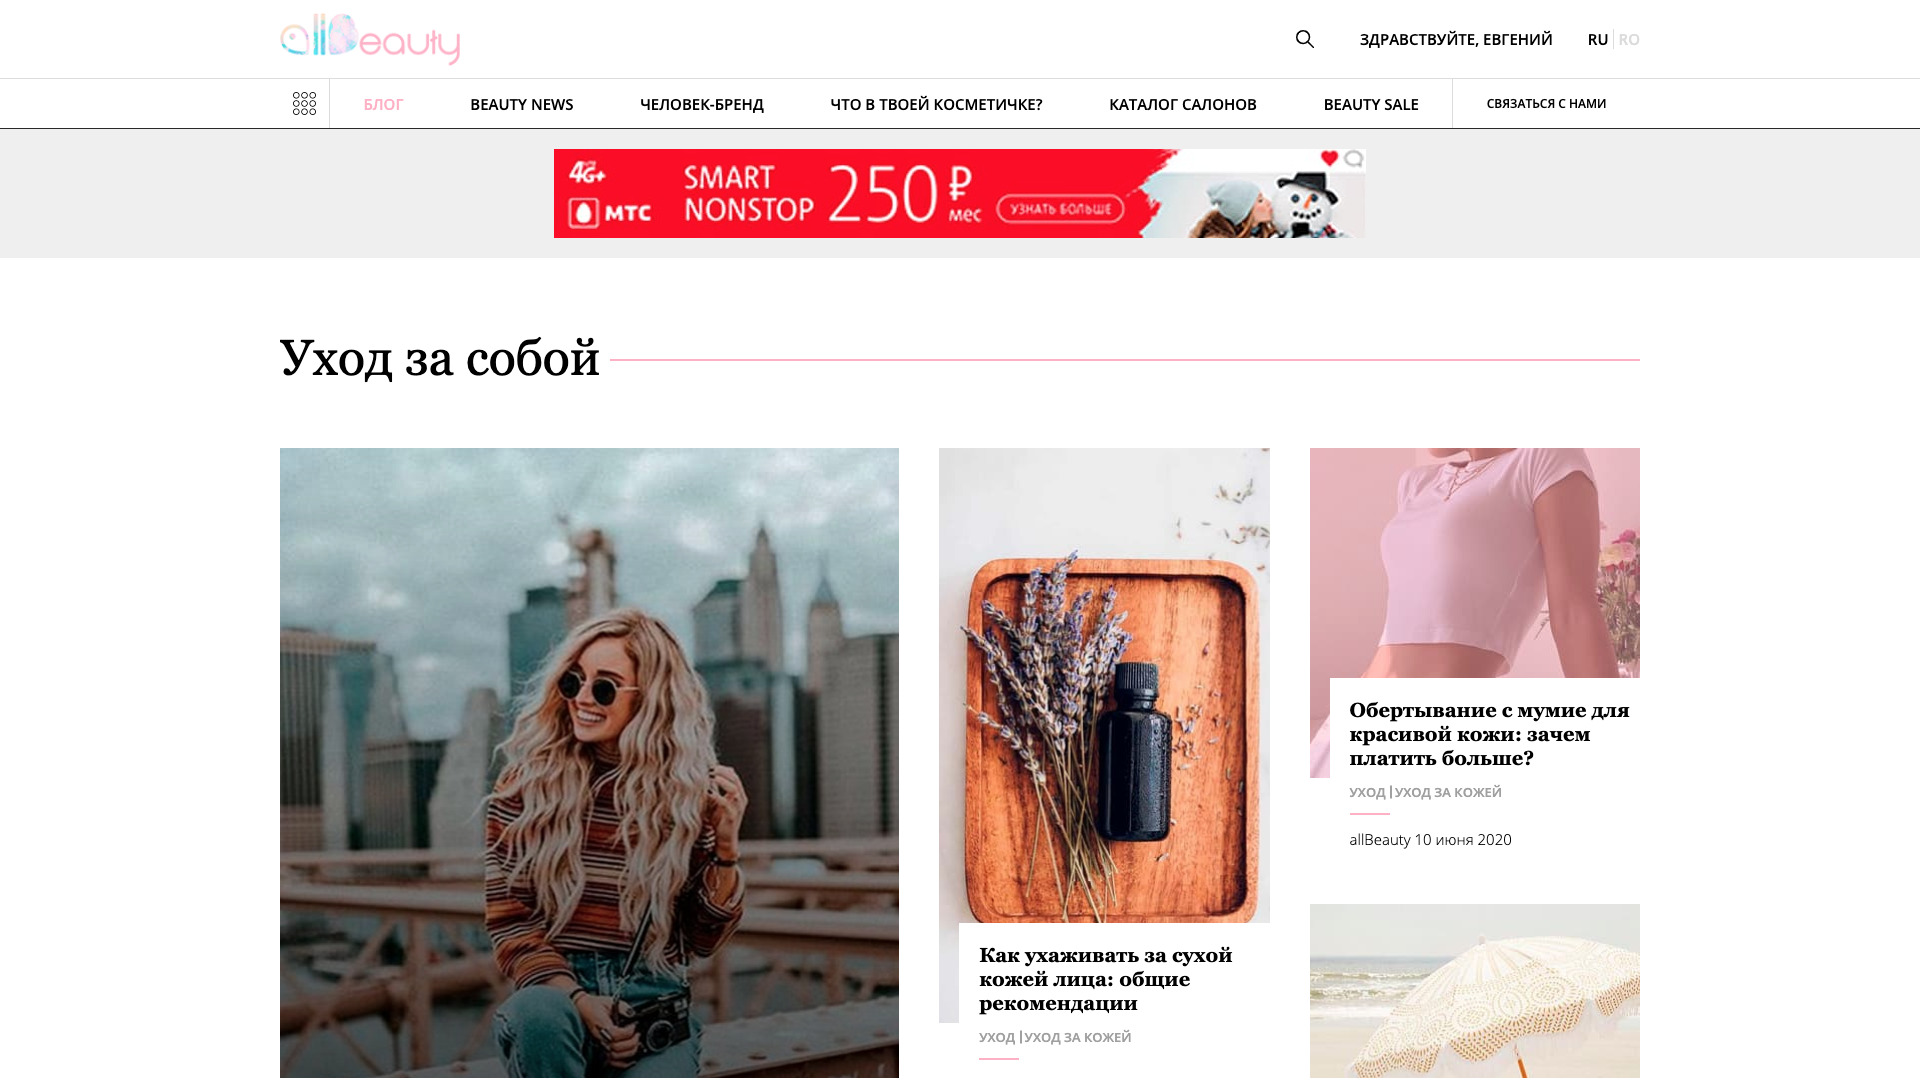 allBeauty
ЗДРАВСТВУЙТЕ, ЕВГЕНИЙ
RU | RO
БЛОГ
BEAUTY NEWS
ЧЕЛОВЕК-БРЕНД
ЧТО В ТВОЕЙ КОСМЕТИЧКЕ?
КАТАЛОГ САЛОНОВ
BEAUTY SALE
СВЯЗАТЬСЯ С НАМИ
4G+
МТС
SMART
NONSTOP
250 ₽
мес
УЗНАТЬ БОЛЬШЕ
Уход за собой
Обертывание с мумие для
красивой кожи: зачем
платить больше?
УХОД |УХОД ЗА КОЖЕЙ
allBeauty 10 июня 2020
Как ухаживать за сухой
кожей лица: общие
рекомендации
УХОД |УХОД ЗА КОЖЕЙ